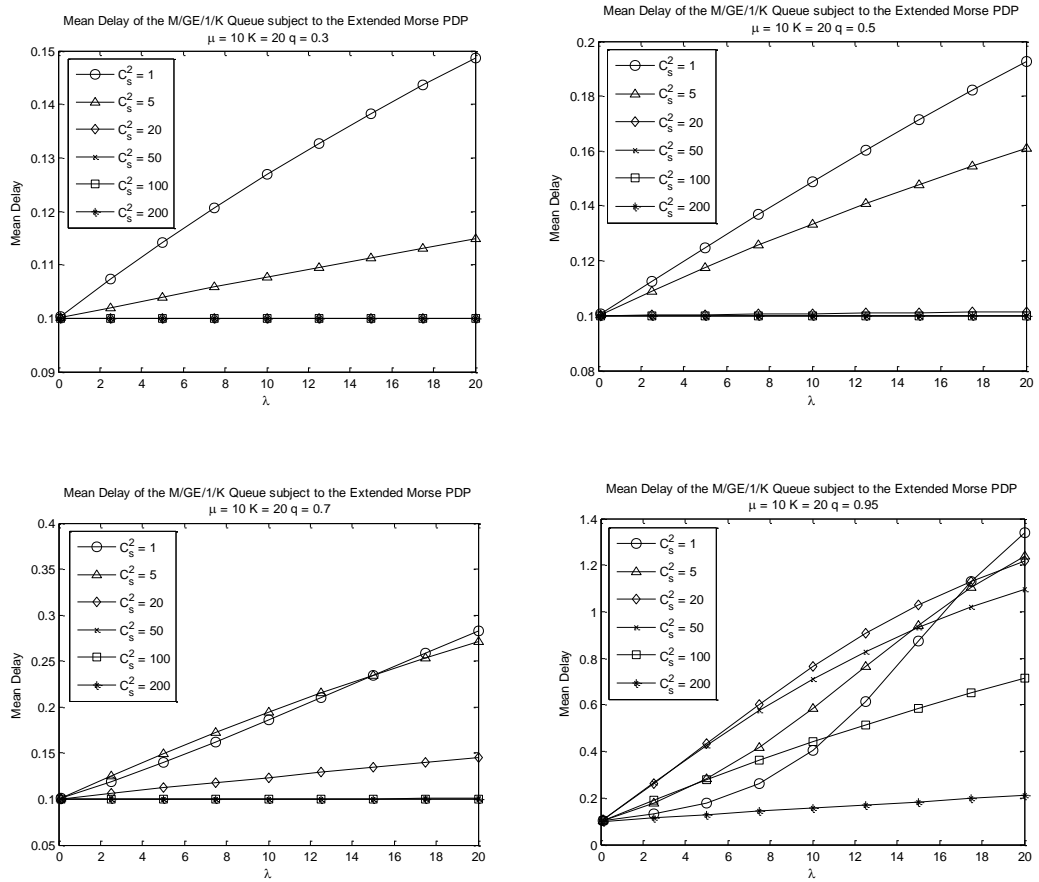 Mean Delay of the M/GE/1/K Queue subject to the Extended Morse PDP
μ = 10 K = 20 q = 0.3
Mean Delay
0.15
0.14
0.13
0.12
0.11
0.1
0.09
C_s^2 = 1
C_s^2 = 5
C_s^2 = 20
C_s^2 = 50
C_s^2 = 100
C_s^2 = 200
0 2 4 6 8 10 12 14 16 18 20
λ
Mean Delay of the M/GE/1/K Queue subject to the Extended Morse PDP
μ = 10 K = 20 q = 0.5
Mean Delay
0.2
0.18
0.16
0.14
0.12
0.1
0.08
C_s^2 = 1
C_s^2 = 5
C_s^2 = 20
C_s^2 = 50
C_s^2 = 100
C_s^2 = 200
0 2 4 6 8 10 12 14 16 18 20
λ
Mean Delay of the M/GE/1/K Queue subject to the Extended Morse PDP
μ = 10 K = 20 q = 0.7
Mean Delay
0.4
0.35
0.3
0.25
0.2
0.15
0.1
0.05
C_s^2 = 1
C_s^2 = 5
C_s^2 = 20
C_s^2 = 50
C_s^2 = 100
C_s^2 = 200
0 2 4 6 8 10 12 14 16 18 20
λ
Mean Delay of the M/GE/1/K Queue subject to the Extended Morse PDP
μ = 10 K = 20 q = 0.95
Mean Delay
1.4
1.2
1
0.8
0.6
0.4
0.2
0
C_s^2 = 1
C_s^2 = 5
C_s^2 = 20
C_s^2 = 50
C_s^2 = 100
C_s^2 = 200
0 2 4 6 8 10 12 14 16 18 20
λ